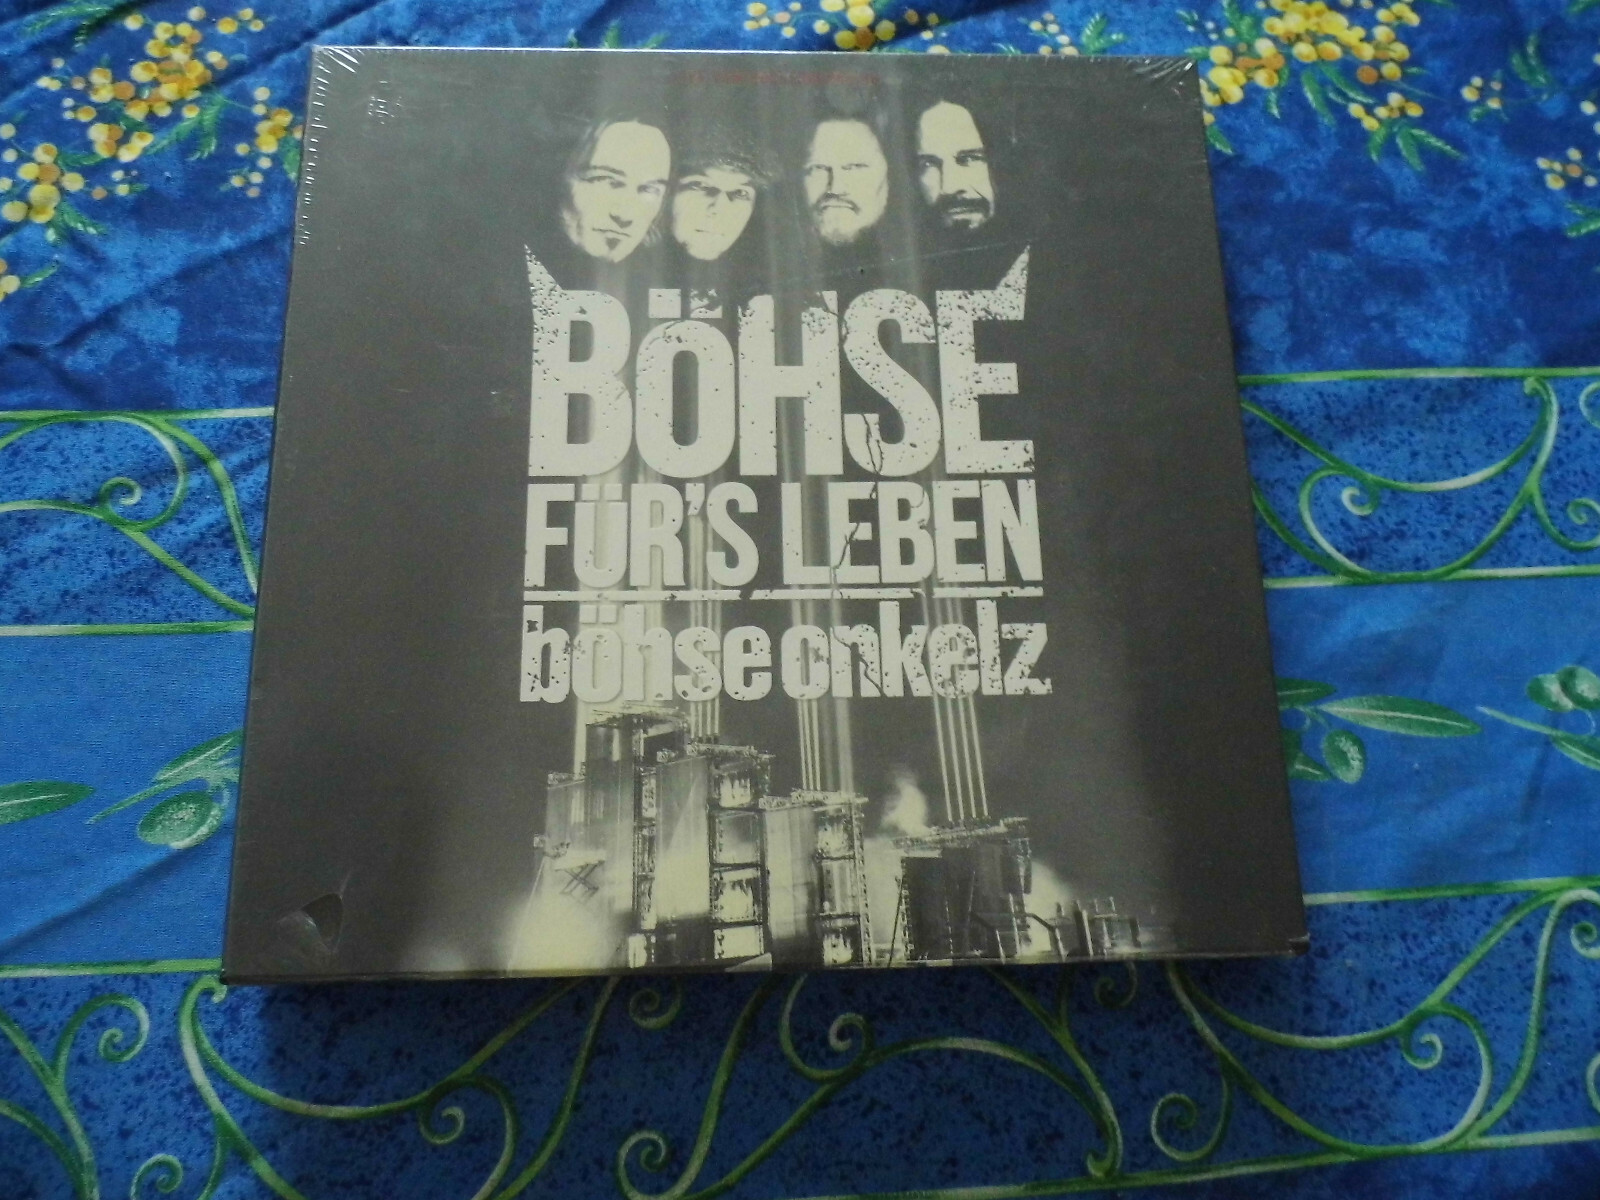 BÖHSE
FÜR'S LEBEN
böhse onkelz